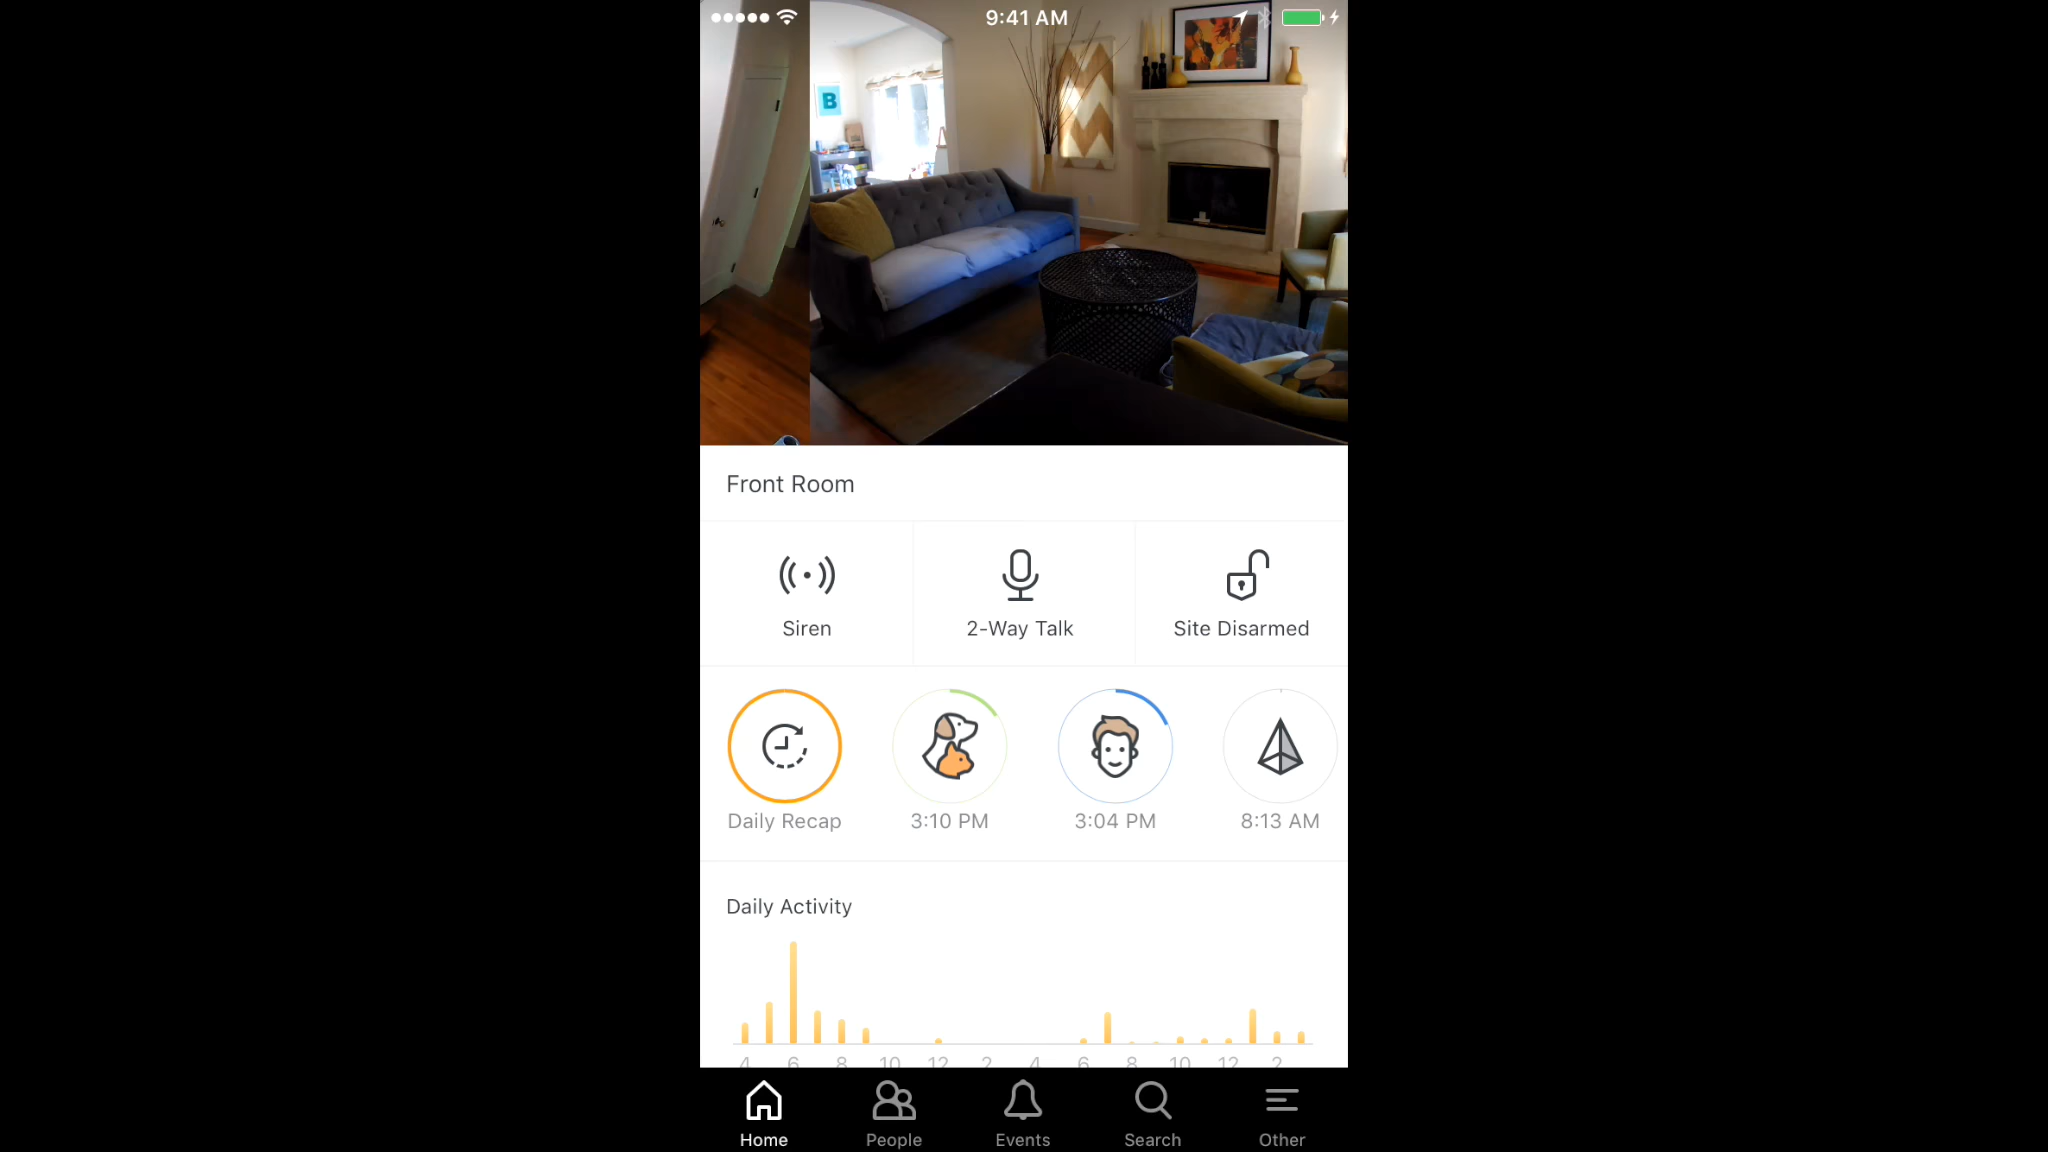 9:41 AM
B
Front Room
Siren
2-Way Talk
Site Disarmed
Daily Recap
3:10 PM
3:04 PM
8:13 AM
Daily Activity
4 6 8 10 12 2 4 6 8 10 12 2
Home
People
Events
Search
Other